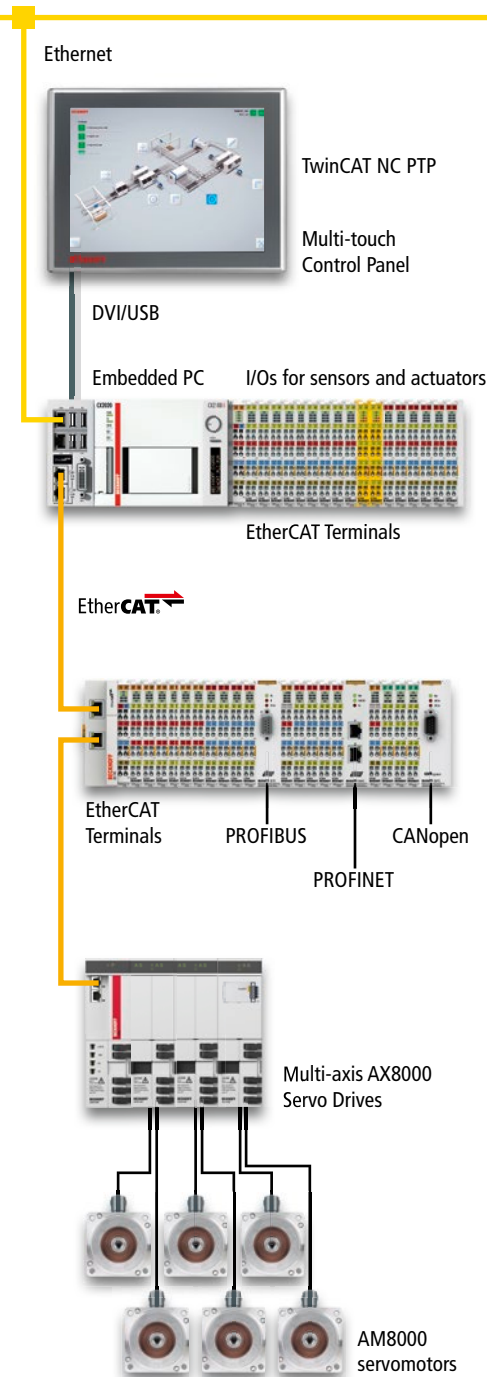 Ethernet
TwinCAT NC PTP
Multi-touch
Control Panel
DVI/USB
Embedded PC
I/Os for sensors and actuators
EtherCAT Terminals
EtherCAT®
EtherCAT
Terminals
PROFIBUS
CANopen
PROFINET
Multi-axis AX8000
Servo Drives
AM8000
servomotors